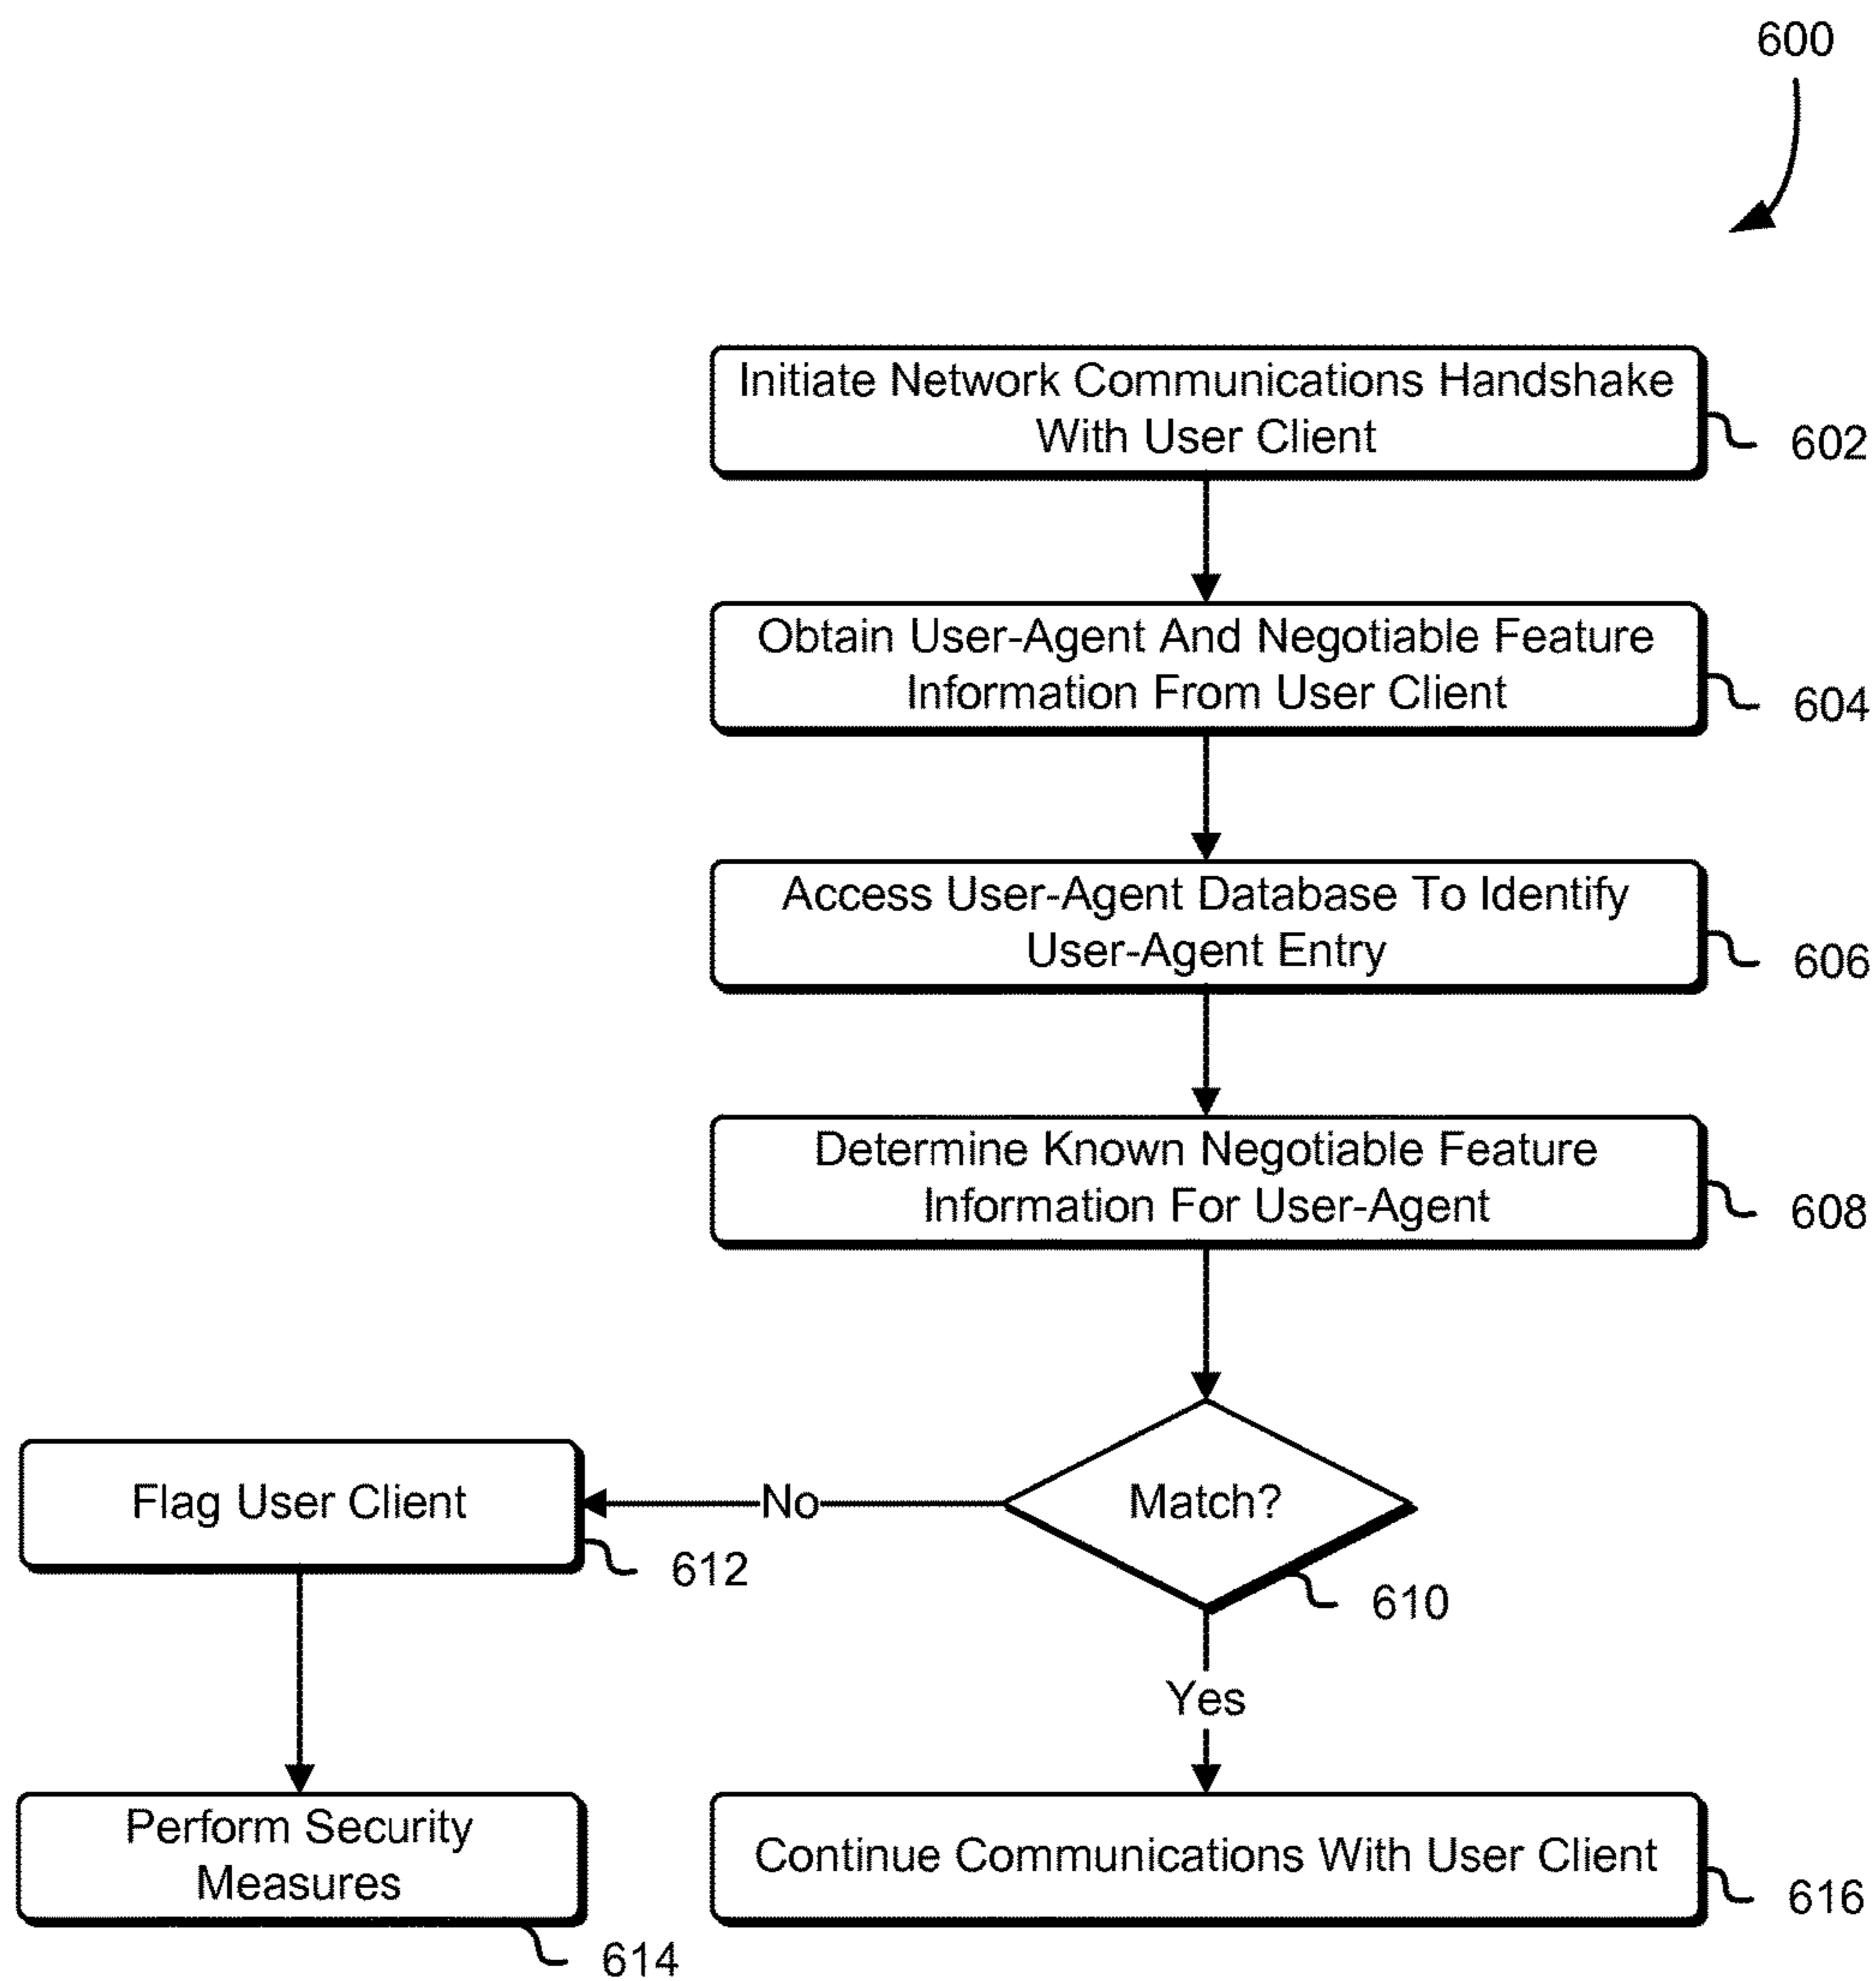 600
Initiate Network Communications Handshake
With User Client
602
Obtain User-Agent And Negotiable Feature
Information From User Client
604
Access User-Agent Database To Identify
User-Agent Entry
606
Determine Known Negotiable Feature
Information For User-Agent
608
Match?
610
No
Flag User Client
612
Yes
Perform Security
Measures
614
Continue Communications With User Client
616